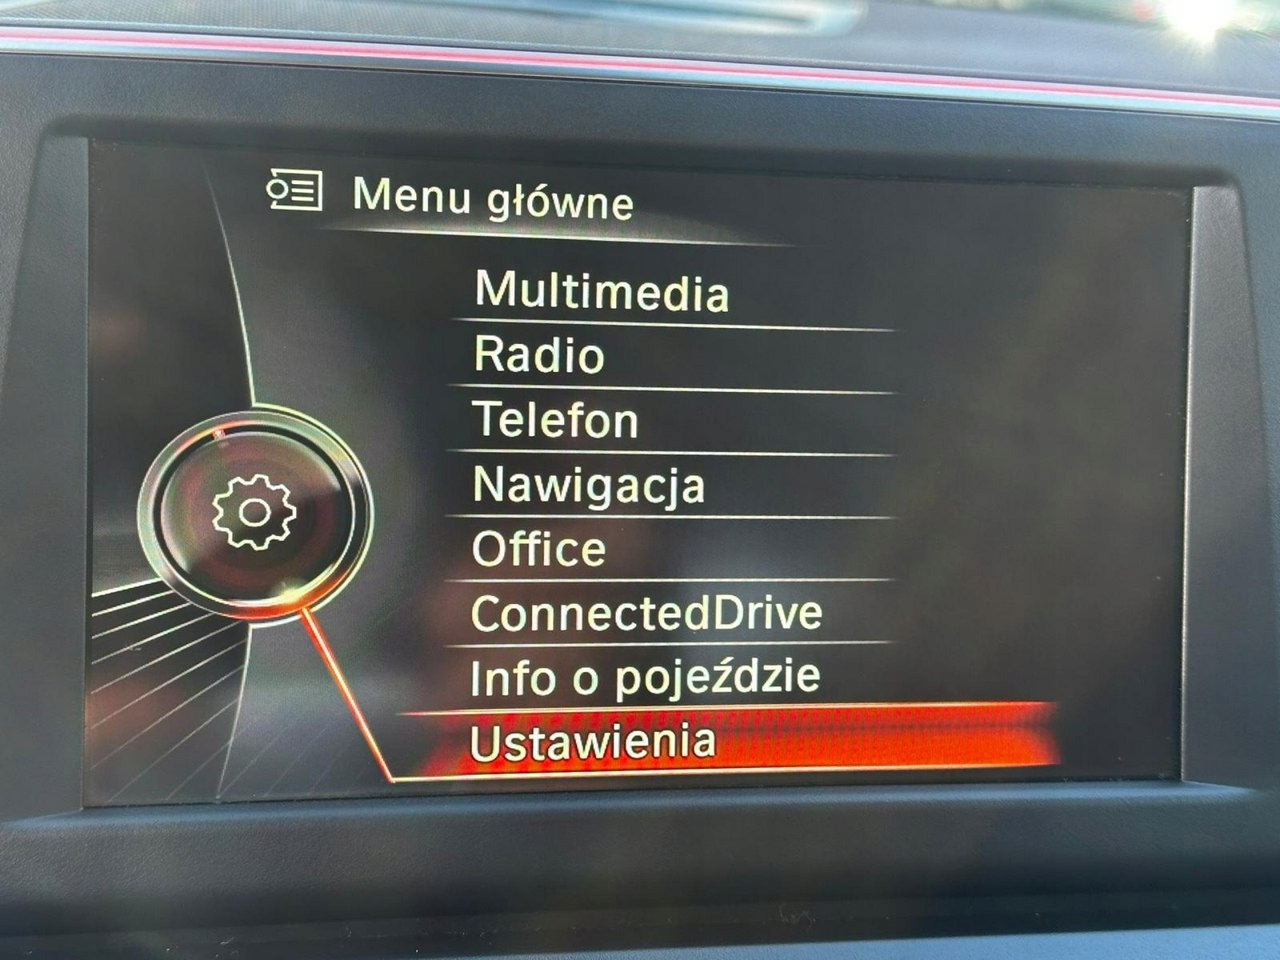 Menu główne
Multimedia
Radio
Telefon
Nawigacja
Office
ConnectedDrive
Info o pojeździe
Ustawienia